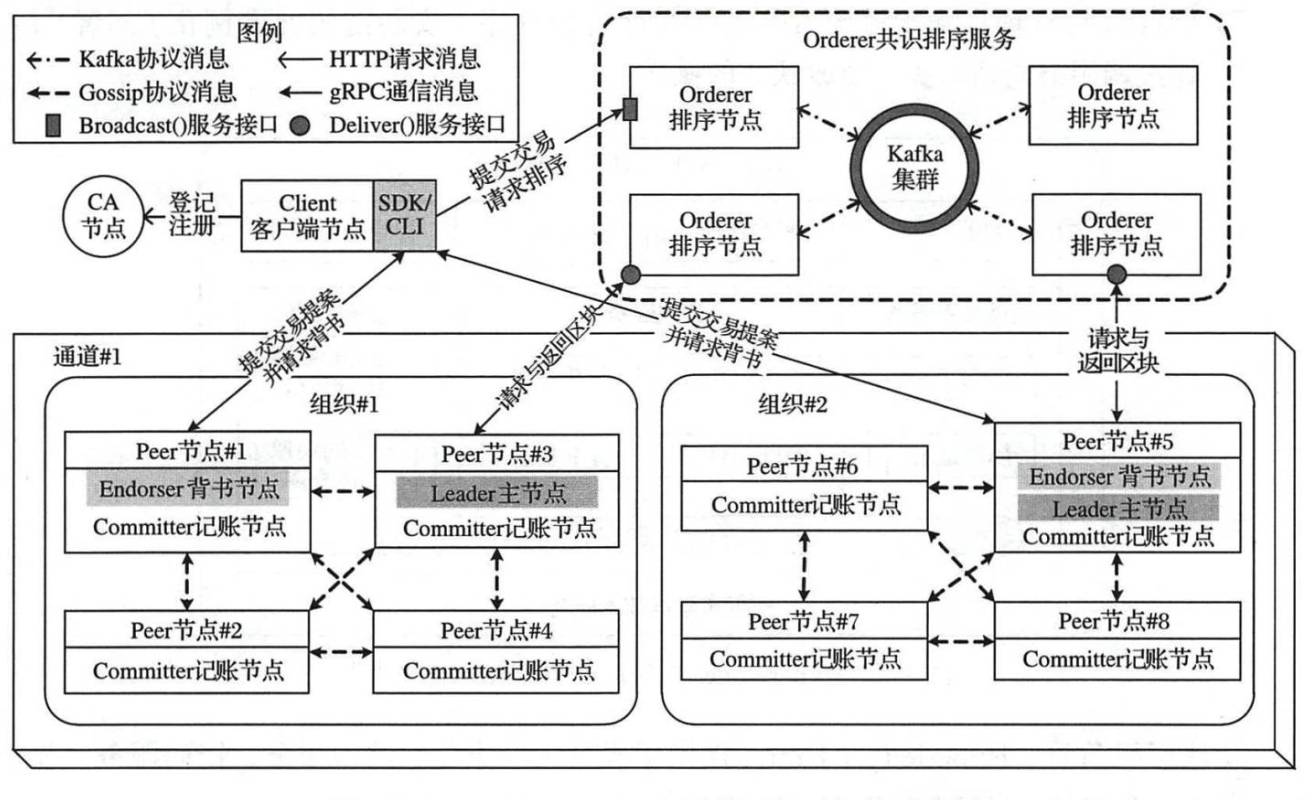 图例
Kafka协议消息
HTTP请求消息
Gossip协议消息
gRPC通信消息
Broadcast()服务接口
Deliver()服务接口
Orderer共识排序服务
Orderer
排序节点
Orderer
排序节点
Kafka
集群
Orderer
排序节点
Orderer
排序节点
提交交易
请求排序
CA
节点
登记
注册
Client
客户端节点
SDK/
CLI
提交交易提案
并请求背书
请求与返回区块
提交交易提案
并请求背书
请求与
返回区块
通道#1
组织#1
Peer节点#1
Endorser背书节点
Committer记账节点
Peer节点#3
Leader主节点
Committer记账节点
Peer节点#2
Committer记账节点
Peer节点#4
Committer记账节点
组织#2
Peer节点#6
Committer记账节点
Peer节点#5
Endorser背书节点
Leader主节点
Committer记账节点
Peer节点#7
Committer记账节点
Peer节点#8
Committer记账节点